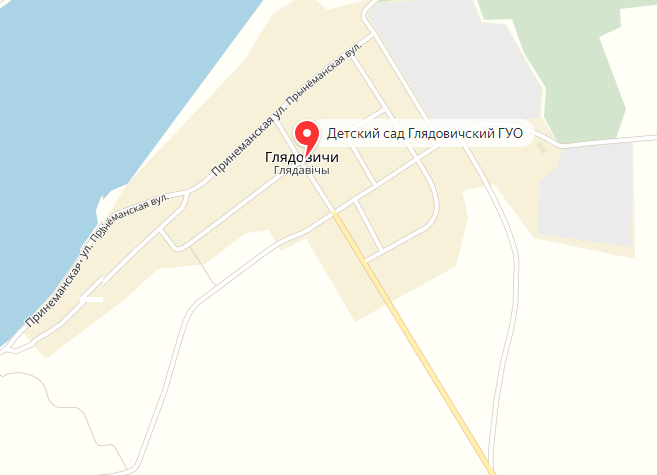 Принеманская ул. Прынёманская вул.
Детский сад Глядовичский ГУО
Глядовичи
Глядавічы
Принеманская ул. Прынёманская вул.